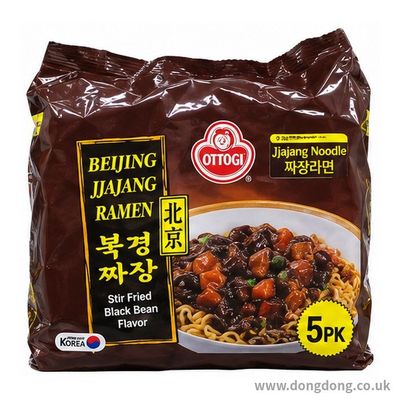 OTTOGI
Jjajang Noodle
짜장라면
BEIJING
JJAJANG
RAMEN
北京
북경
짜장
Stir Fried
Black Bean
Flavor
KOREA
5PK
www.dongdong.co.uk